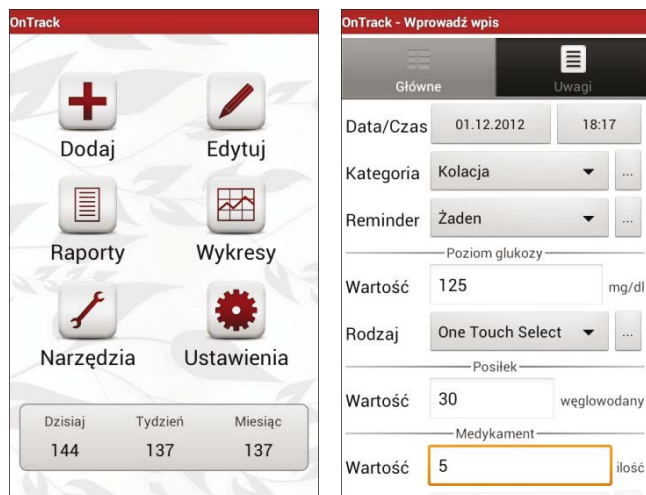 OnTrack
Dodaj Edytuj
Raporty Wykresy
Narzędzia Ustawienia
Dzisiaj Tydzień Miesiąc
144 137 137
OnTrack - Wprowadź wpis
Główne Uwagi
Data/Czas 01.12.2012 18:17
Kategoria Kolacja ...
Reminder Żaden ...
Poziom glukozy
Wartość 125 mg/dl
Rodzaj One Touch Select ...
Posiłek
Wartość 30 węglowodany
Medykament
Wartość 5 ilość